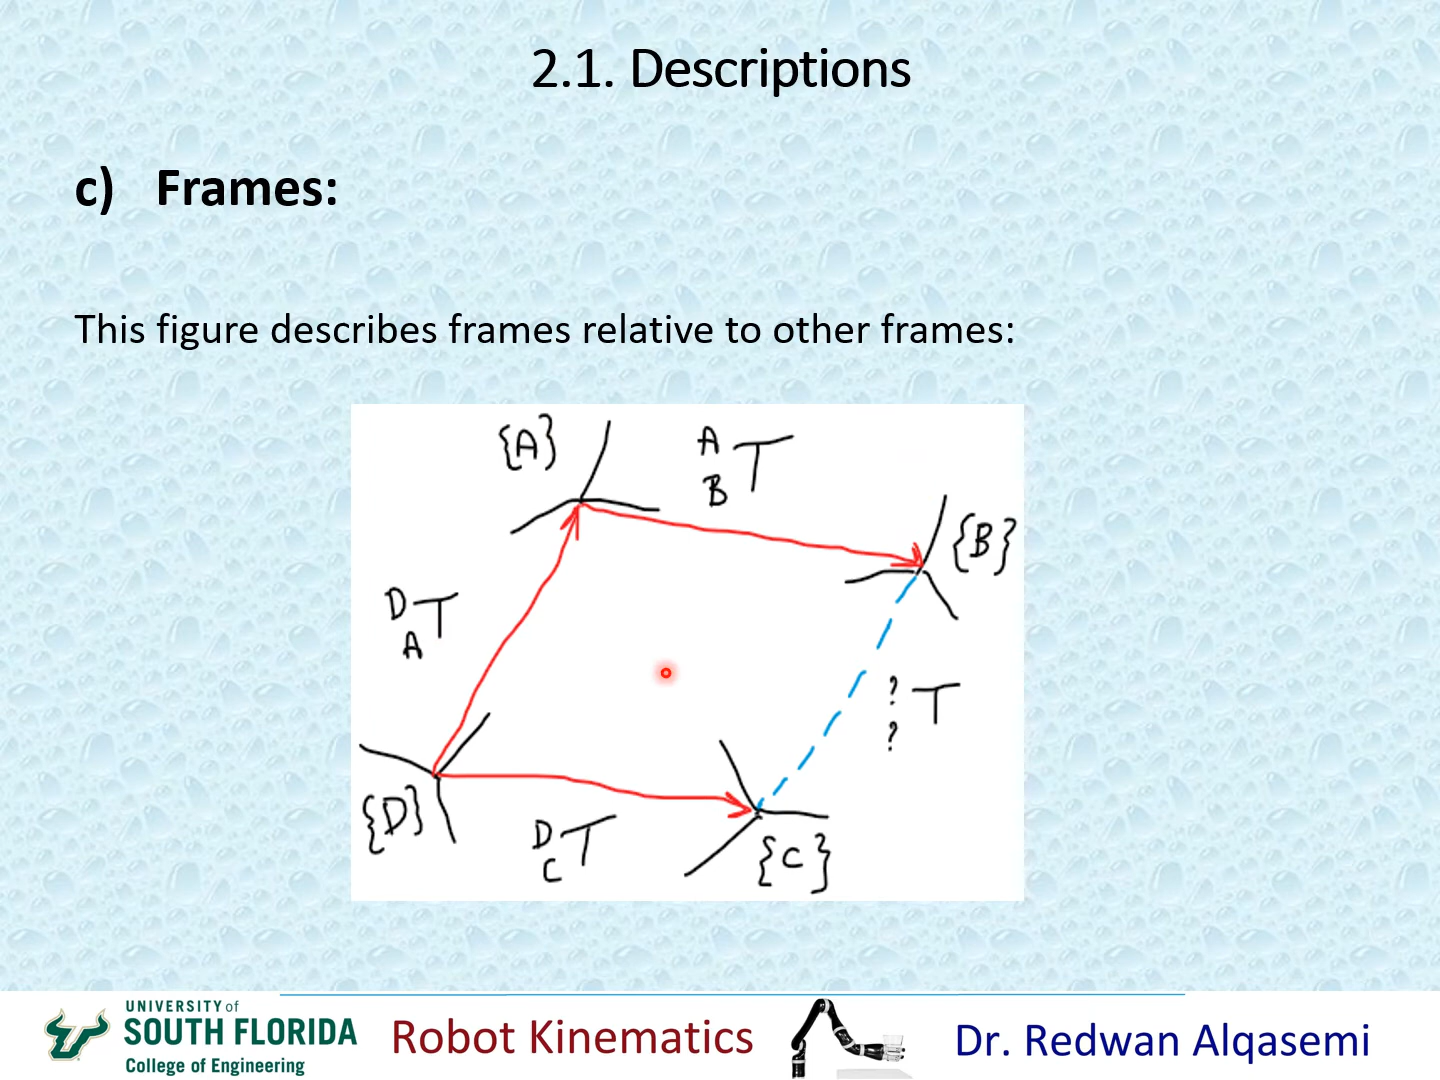 2.1. Descriptions
c) Frames:
This figure describes frames relative to other frames:
{A}
A
B T
{B}
D
A T
?
? T
{D}
D
C T
{C}
UNIVERSITY of
SOUTH FLORIDA
College of Engineering
Robot Kinematics
Dr. Redwan Alqasemi